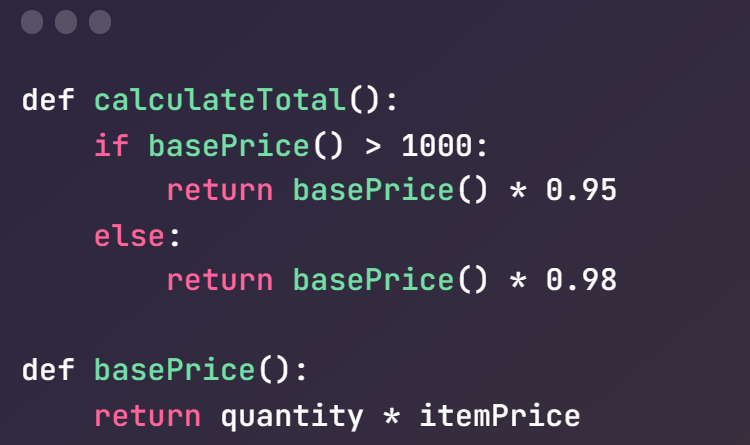 def calculateTotal():
    if basePrice() > 1000:
        return basePrice() * 0.95
    else:
        return basePrice() * 0.98
def basePrice():
    return quantity * itemPrice